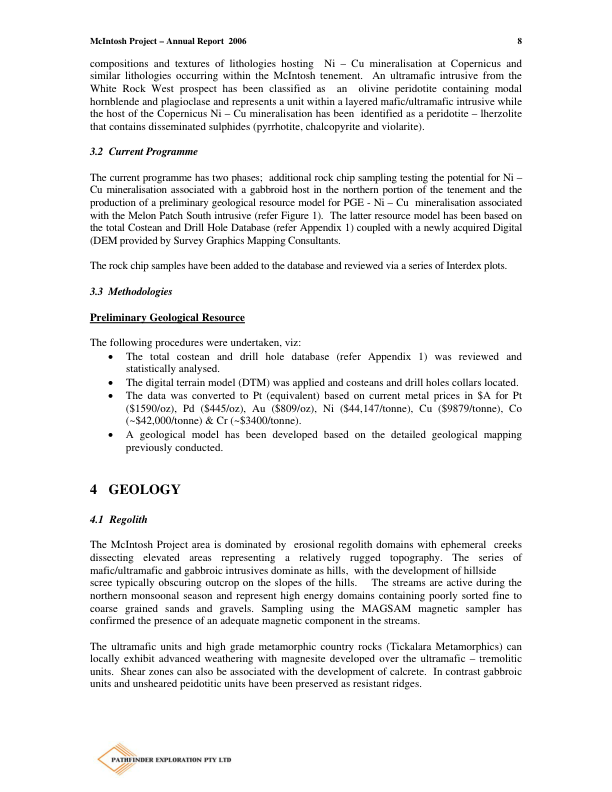 McIntosh Project – Annual Report 2006 8
compositions and textures of lithologies hosting Ni – Cu mineralisation at Copernicus and
similar lithologies occurring within the McIntosh tenement. An ultramafic intrusive from the
White Rock West prospect has been classified as an olivine peridotite containing modal
hornblende and plagioclase and represents a unit within a layered mafic/ultramafic intrusive while
the host of the Copernicus Ni – Cu mineralisation has been identified as a peridotite – lherzolite
that contains disseminated sulphides (pyrrhotite, chalcopyrite and violarite).
3.2 Current Programme
The current programme has two phases; additional rock chip sampling testing the potential for Ni –
Cu mineralisation associated with a gabbroid host in the northern portion of the tenement and the
production of a preliminary geological resource model for PGE - Ni – Cu mineralisation associated
with the Melon Patch South intrusive (refer Figure 1). The latter resource model has been based on
the total Costean and Drill Hole Database (refer Appendix 1) coupled with a newly acquired Digital
(DEM provided by Survey Graphics Mapping Consultants.
The rock chip samples have been added to the database and reviewed via a series of Interdex plots.
3.3 Methodologies
Preliminary Geological Resource
The following procedures were undertaken, viz:
• The total costean and drill hole database (refer Appendix 1) was reviewed and
statistically analysed.
• The digital terrain model (DTM) was applied and costeans and drill holes collars located.
• The data was converted to Pt (equivalent) based on current metal prices in $A for Pt
($1590/oz), Pd ($445/oz), Au ($809/oz), Ni ($44,147/tonne), Cu ($9879/tonne), Co
(~$42,000/tonne) & Cr (~$3400/tonne).
• A geological model has been developed based on the detailed geological mapping
previously conducted.
4 GEOLOGY
4.1 Regolith
The McIntosh Project area is dominated by erosional regolith domains with ephemeral creeks
dissecting elevated areas representing a relatively rugged topography. The series of
mafic/ultramafic and gabbroic intrusives dominate as hills, with the development of hillside
scree typically obscuring outcrop on the slopes of the hills. The streams are active during the
northern monsoonal season and represent high energy domains containing poorly sorted fine to
coarse grained sands and gravels. Sampling using the MAGSAM magnetic sampler has
confirmed the presence of an adequate magnetic component in the streams.
The ultramafic units and high grade metamorphic country rocks (Tickalara Metamorphics) can
locally exhibit advanced weathering with magnesite developed over the ultramafic – tremolitic
units. Shear zones can also be associated with the development of calcrete. In contrast gabbroic
units and unsheared peidotitic units have been preserved as resistant ridges.
PATHFINDER EXPLORATION PTY LTD